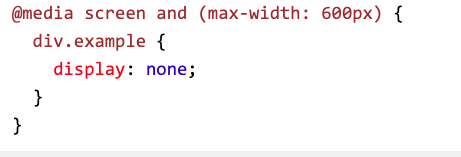 @media screen and (max-width: 600px) {
  div.example {
    display: none;
  }
}